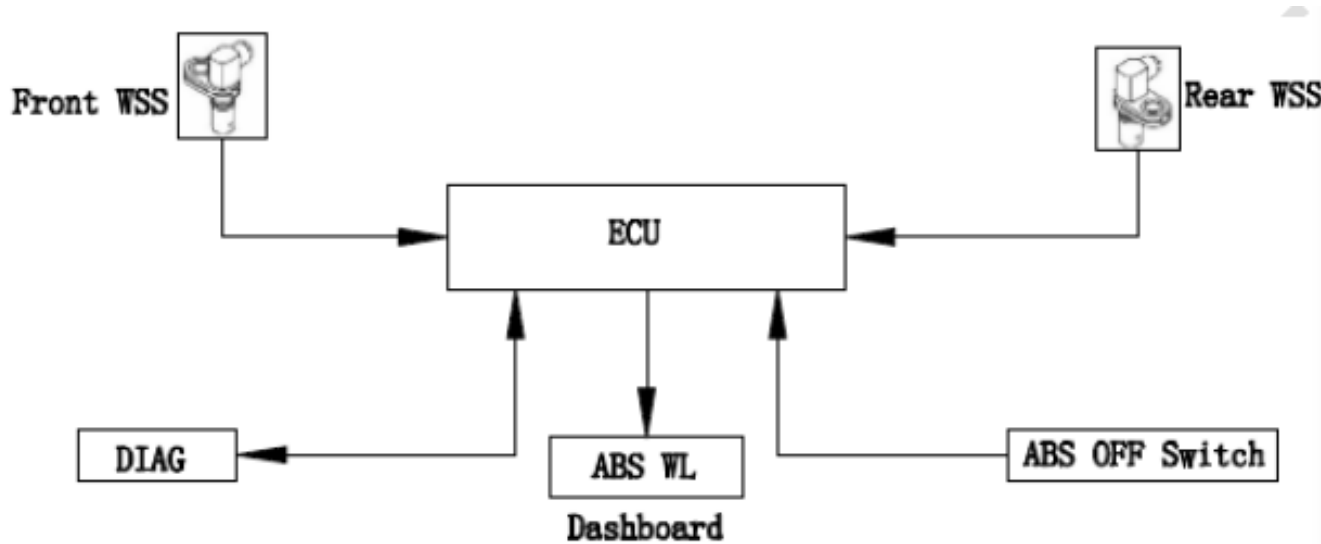 Front WSS
Rear WSS
ECU
DIAG
ABS WL
ABS OFF Switch
Dashboard